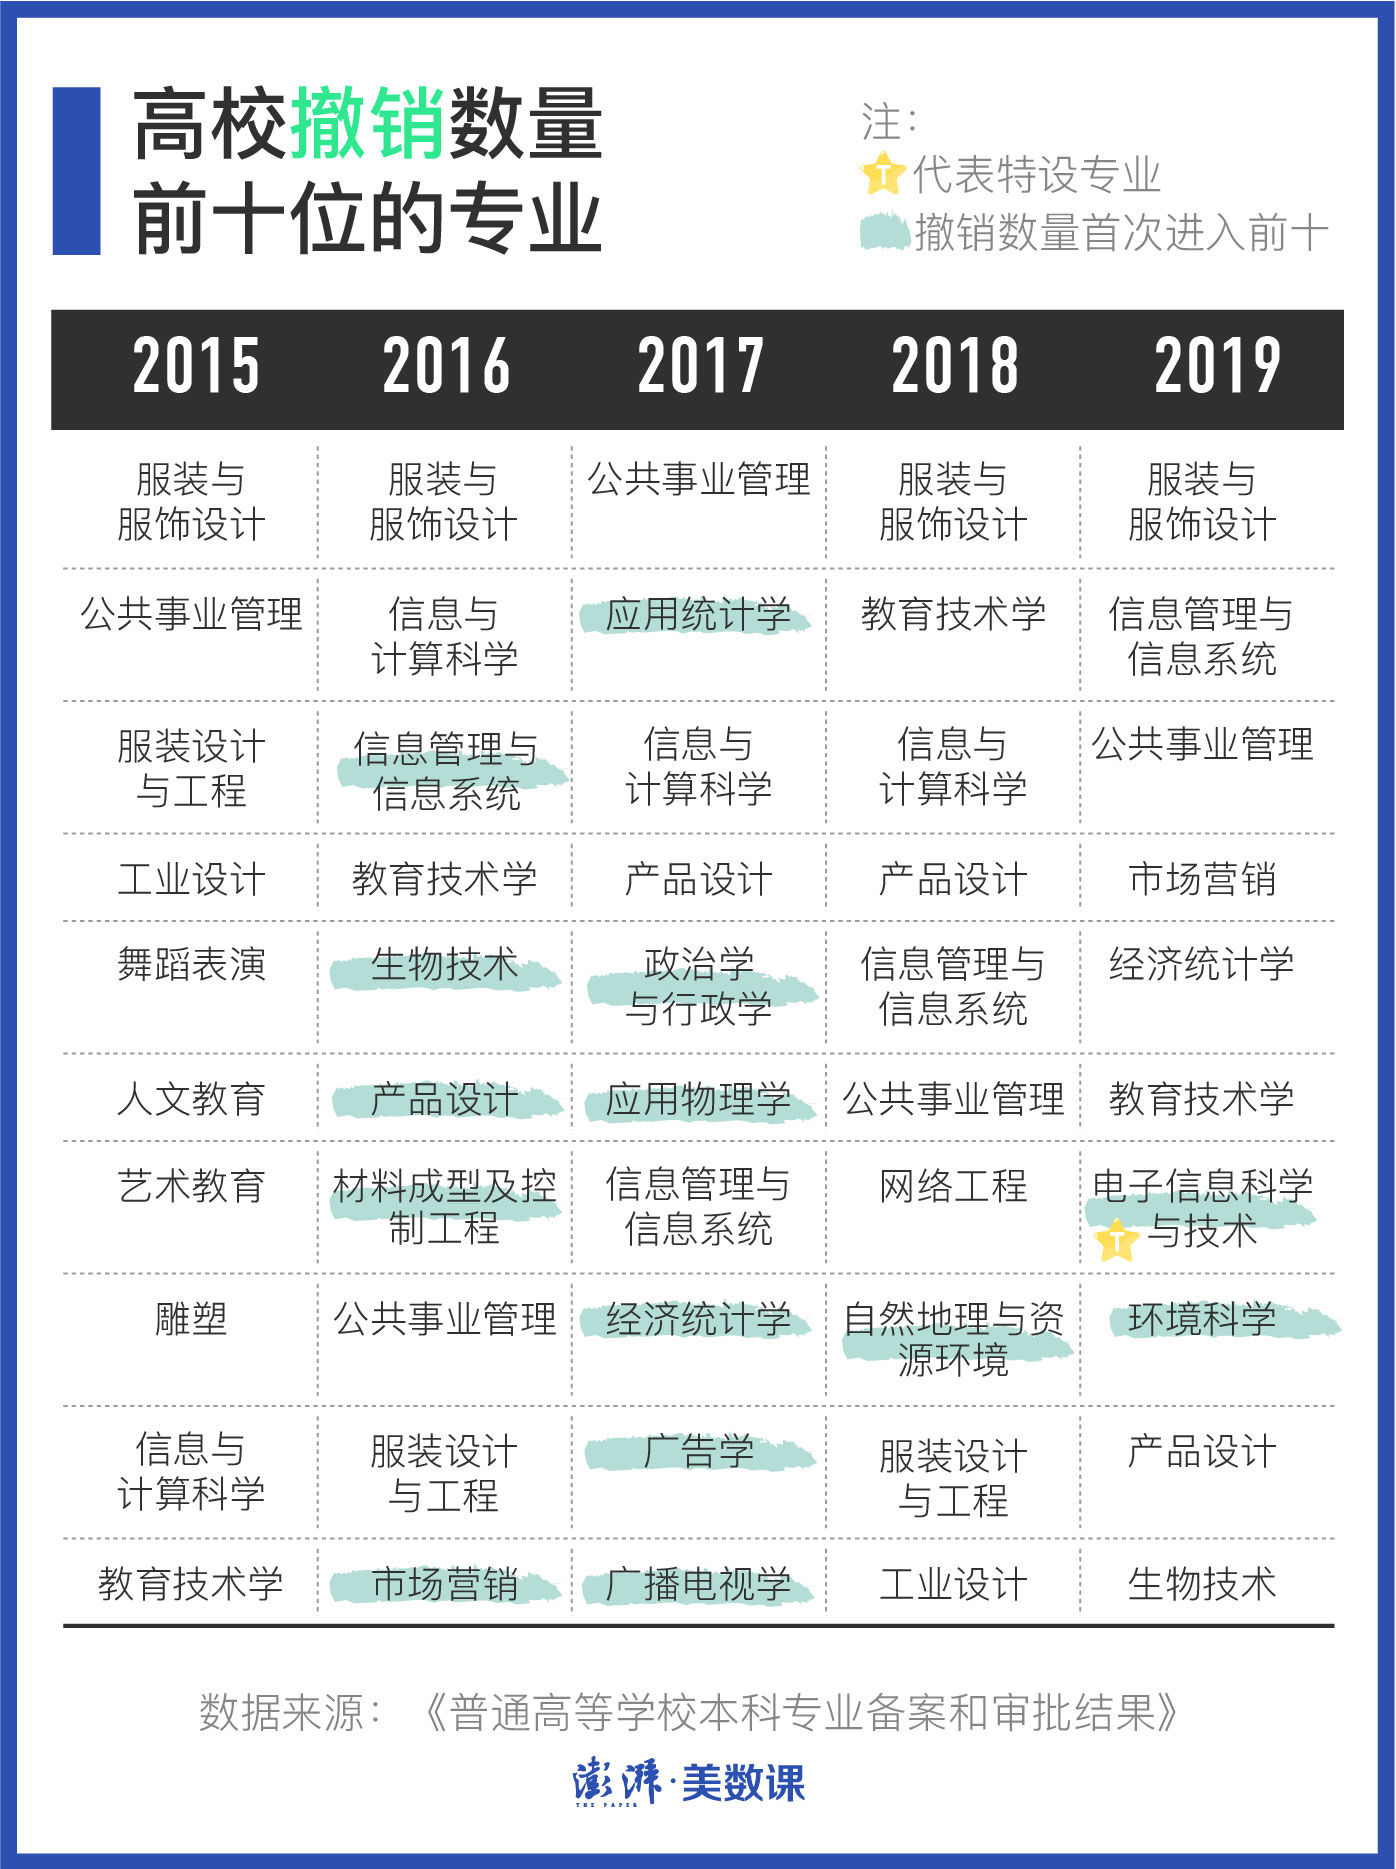 高校撤销数量
前十位的专业
注：
T 代表特设专业
撤销数量首次进入前十
2015 2016 2017 2018 2019
服装与 服装与 公共事业管理 服装与 服装与
服饰设计 服饰设计 服饰设计 服饰设计
公共事业管理 信息与 应用统计学 教育技术学 信息管理与
计算科学 信息系统
服装设计 信息管理与 信息与 信息与 公共事业管理
与工程 信息系统 计算科学 计算科学
工业设计 教育技术学 产品设计 产品设计 市场营销
舞蹈表演 生物技术 政治学 信息管理与 经济统计学
与行政学 信息系统
人文教育 产品设计 应用物理学 公共事业管理 教育技术学
艺术教育 材料成型及控 信息管理与 网络工程 电子信息科学
制工程 信息系统 T 与技术
雕塑 公共事业管理 经济统计学 自然地理与资 环境科学
源环境
信息与 服装设计 广告学 服装设计 产品设计
计算科学 与工程 与工程
教育技术学 市场营销 广播电视学 工业设计 生物技术
数据来源：《普通高等学校本科专业备案和审批结果》
澎湃·美数课
THE PAPER